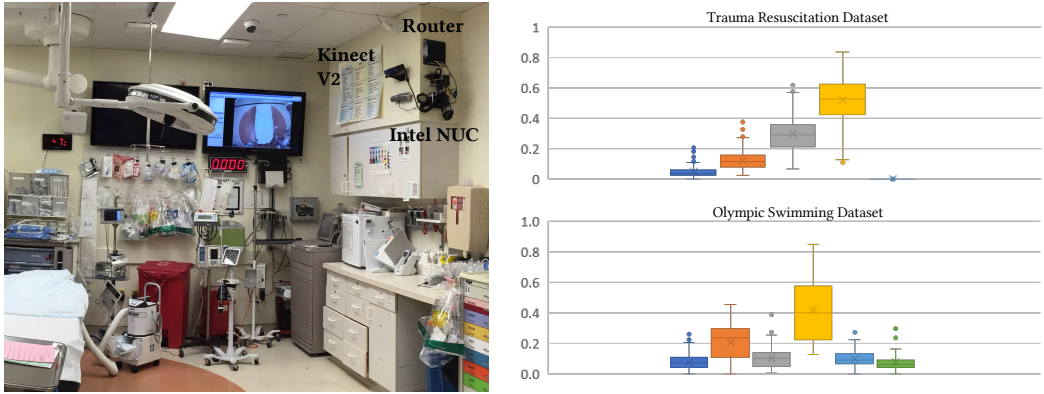 Router
Kinect
V2
Intel NUC
0000
Trauma Resuscitation Dataset
1
0.8
0.6
0.4
0.2
0
Olympic Swimming Dataset
1.0
0.8
0.6
0.4
0.2
0.0